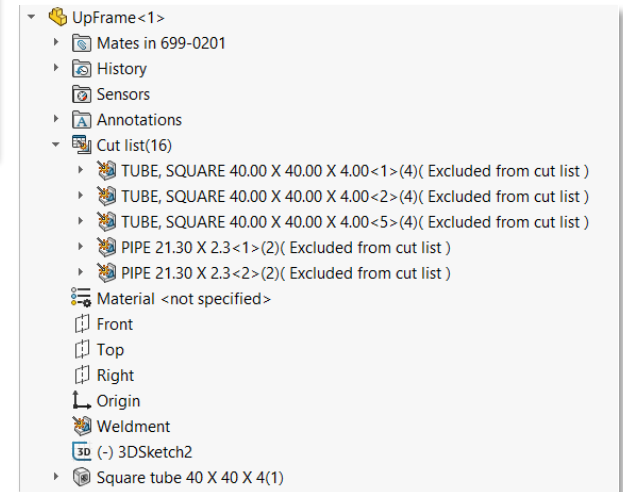 UpFrame<1>
Mates in 699-0201
History
Sensors
Annotations
Cut list(16)
TUBE, SQUARE 40.00 X 40.00 X 4.00<1>(4)( Excluded from cut list )
TUBE, SQUARE 40.00 X 40.00 X 4.00<2>(4)( Excluded from cut list )
TUBE, SQUARE 40.00 X 40.00 X 4.00<5>(4)( Excluded from cut list )
PIPE 21.30 X 2.3<1>(2)( Excluded from cut list )
PIPE 21.30 X 2.3<2>(2)( Excluded from cut list )
Material <not specified>
Front
Top
Right
Origin
Weldment
3D (-) 3DSketch2
Square tube 40 X 40 X 4(1)